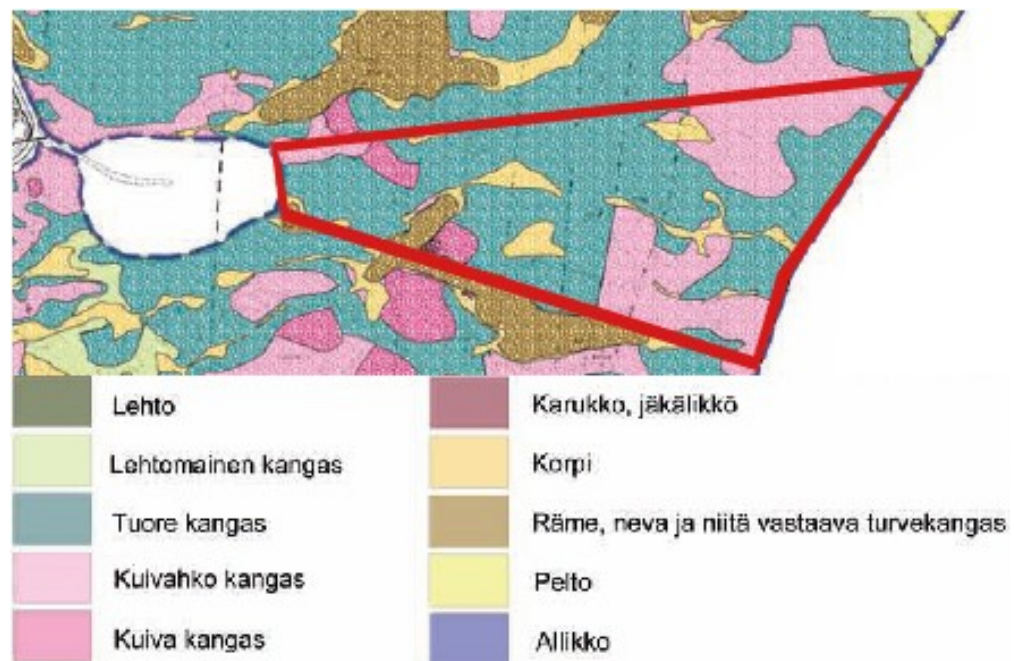 Lehto
Lehtomainen kangas
Tuore kangas
Kuivahko kangas
Kuiva kangas
Karukko, jäkälikkö
Korpi
Räme, neva ja niitä vastaava turvekangas
Pelto
Allikko